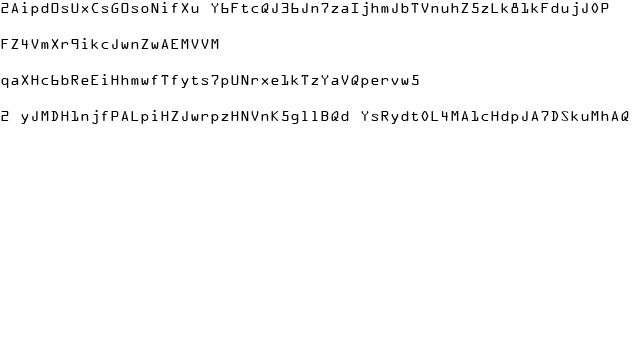 2AipdOsUxCsGOsoNifXu Y6FtcQJ36Jn7zaIjhmJbTVnuhZ5zLk81kFdujJ0P
FZ4VmXr9ikcJwnZwAEMVVM
qaXHc6bReEiHhmwfTfyts7pUNrxe1kTzYaVQpervw5
2 yJMDH1njfPALpiHZJwrpzHNVnK5gl1BQd YsRydt0L4MA1cHdpJA7DSkuMhAQ